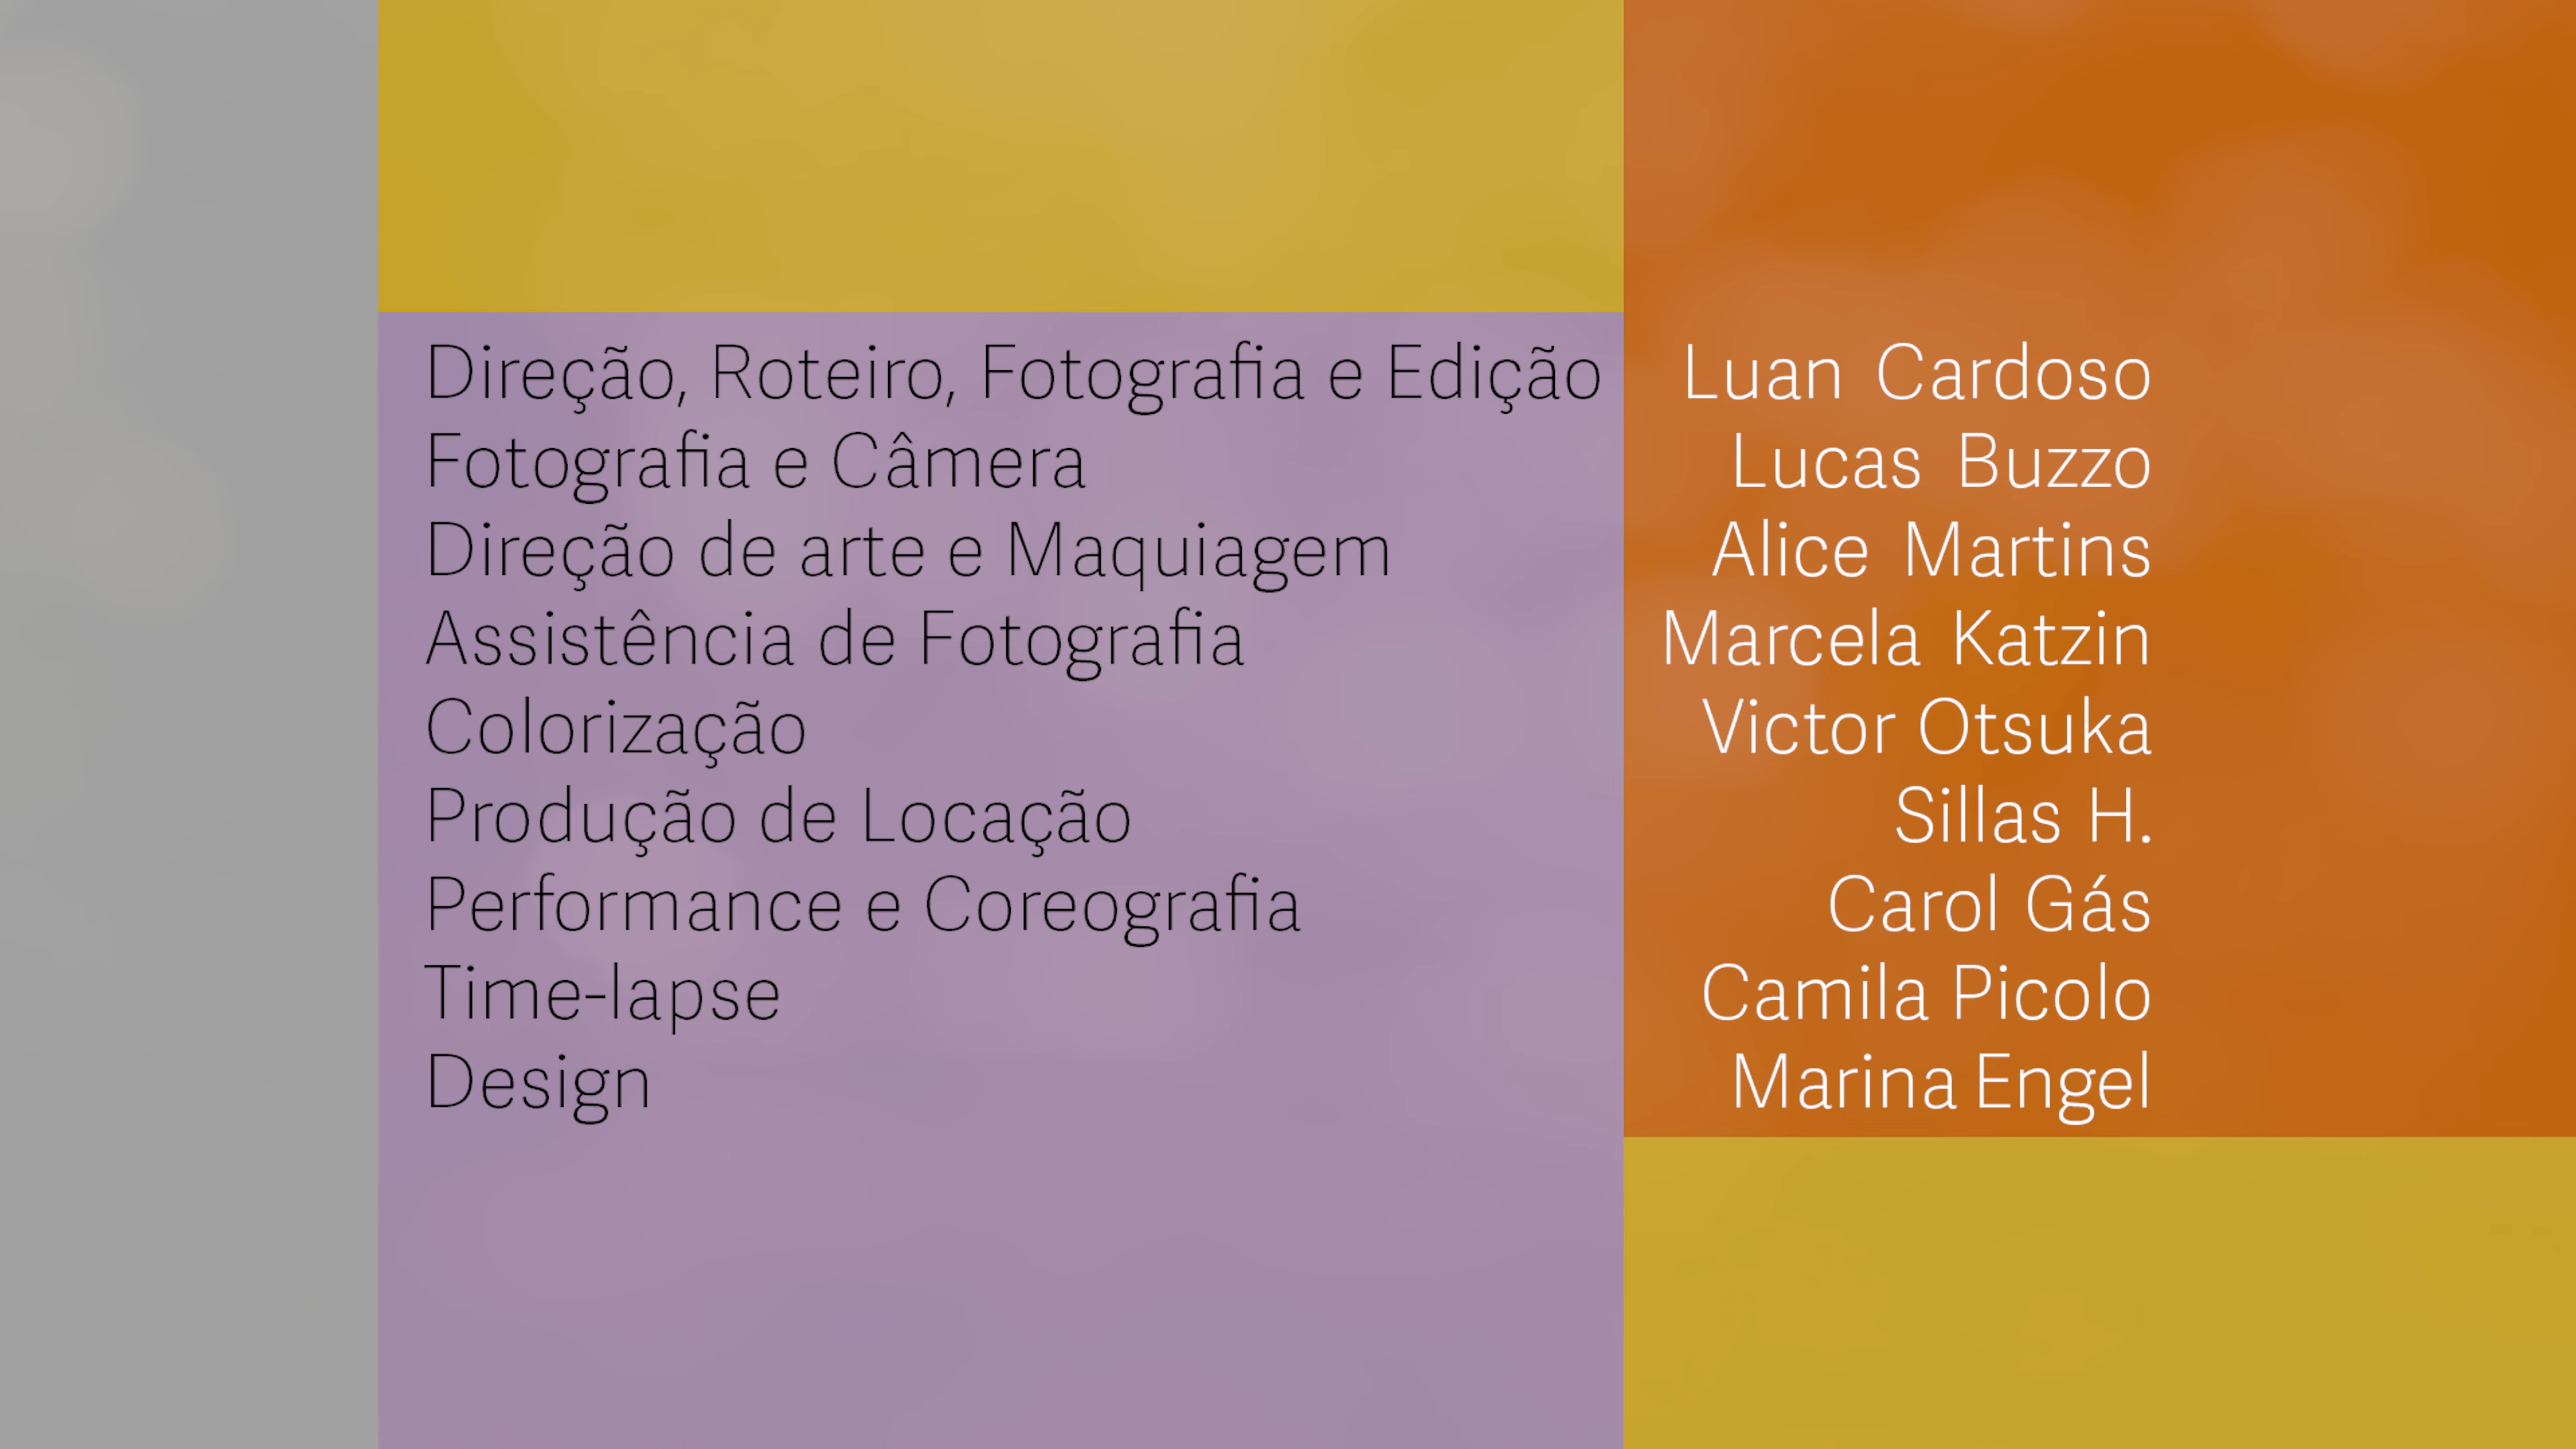 Direção, Roteiro, Fotografia e Edição Luan Cardoso
Fotografia e Câmera Lucas Buzzo
Direção de arte e Maquiagem Alice Martins
Assistência de Fotografia Marcela Katzin
Colorização Victor Otsuka
Produção de Locação Sillas H.
Performance e Coreografia Carol Gás
Time-lapse Camila Picolo
Design Marina Engel